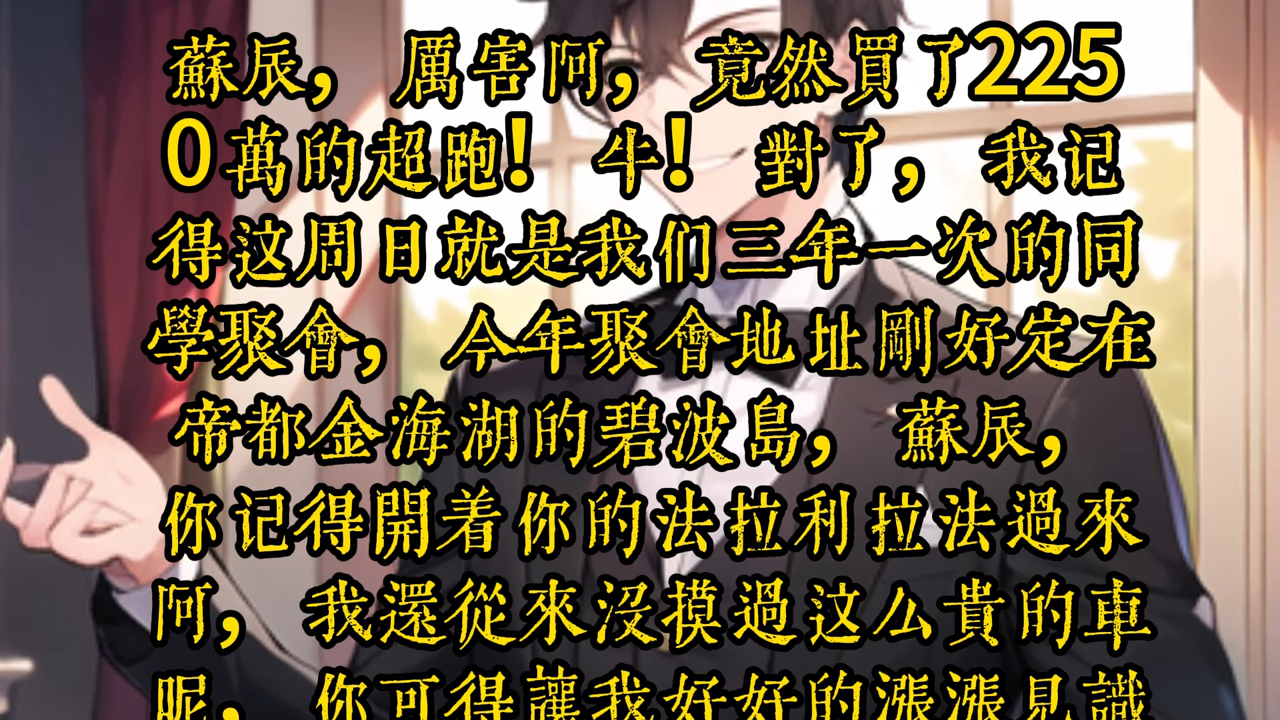 蘇辰， 厲害阿， 竟然買了225
0萬的超跑！ 牛！ 對了， 我记
得这周日就是我们三年一次的同
學聚會， 今年聚會地址剛好定在
帝都金海湖的碧波島， 蘇辰，
你记得開着你的法拉利拉法過來
阿， 我還從來沒摸過这么貴的車
呢， 你可得讓我好好的漲漲見識